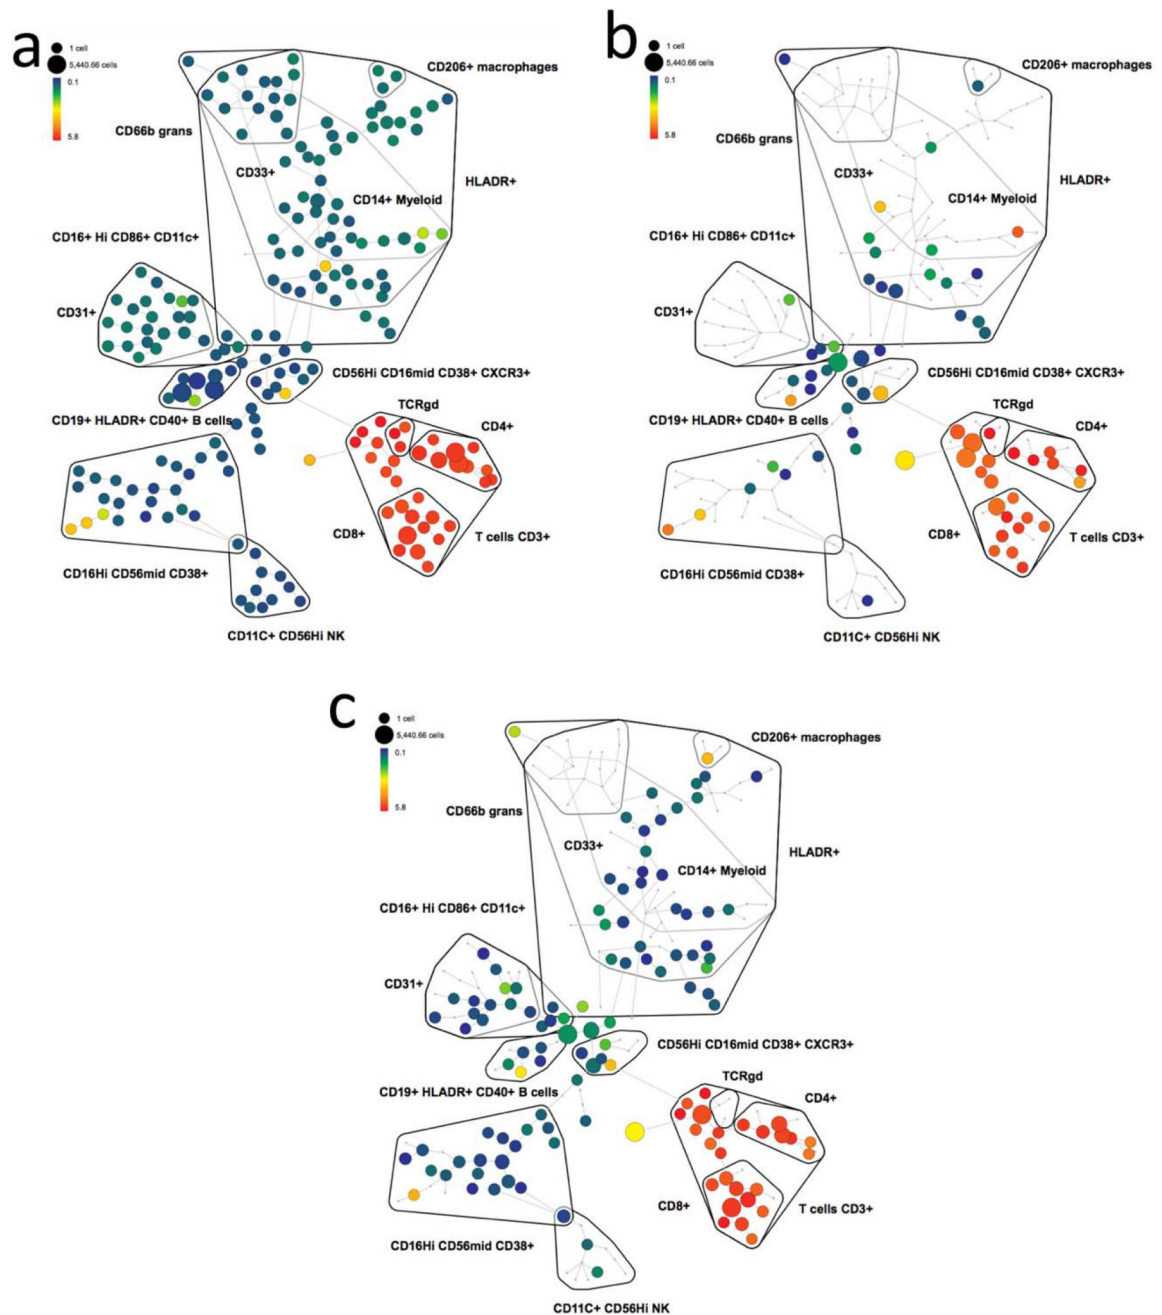 a
1 cell
5,440.66 cells
0.1
5.8
CD206+ macrophages
CD66b grans
CD33+
HLADR+
CD14+ Myeloid
CD16+ Hi CD86+ CD11c+
CD31+
CD56Hi CD16mid CD38+ CXCR3+
TCRgd
CD19+ HLADR+ CD40+ B cells
CD4+
CD8+
T cells CD3+
CD16Hi CD56mid CD38+
CD11C+ CD56Hi NK
b
1 cell
5,440.66 cells
0.1
5.8
CD206+ macrophages
CD66b grans
CD33+
HLADR+
CD14+ Myeloid
CD16+ Hi CD86+ CD11c+
CD31+
CD56Hi CD16mid CD38+ CXCR3+
TCRgd
CD19+ HLADR+ CD40+ B cells
CD4+
CD8+
T cells CD3+
CD16Hi CD56mid CD38+
CD11C+ CD56Hi NK
c
1 cell
5,440.66 cells
0.1
5.8
CD206+ macrophages
CD66b grans
CD33+
HLADR+
CD14+ Myeloid
CD16+ Hi CD86+ CD11c+
CD31+
CD56Hi CD16mid CD38+ CXCR3+
TCRgd
CD19+ HLADR+ CD40+ B cells
CD4+
CD8+
T cells CD3+
CD16Hi CD56mid CD38+
CD11C+ CD56Hi NK